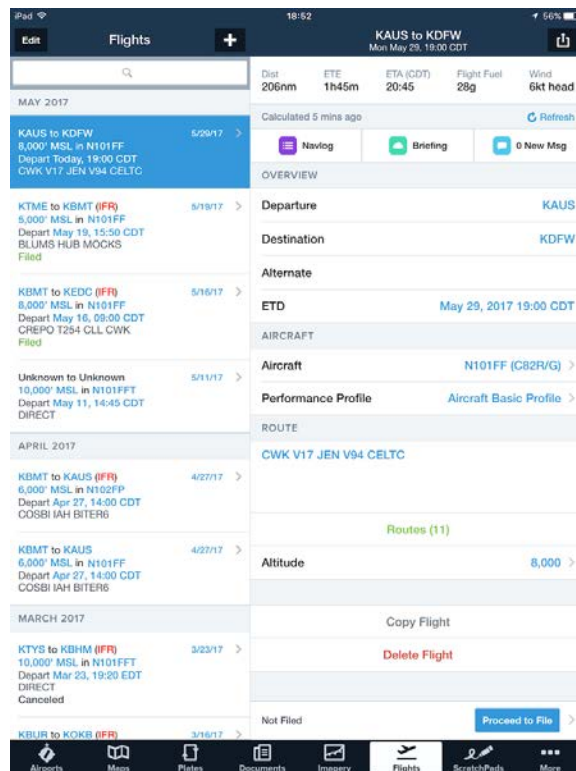 iPad
18:52
56%
Edit
Flights
+
KAUS to KDFW
Mon May 29, 19:00 CDT
MAY 2017
KAUS to KDFW
5/29/17
8,000' MSL in N101FF
Depart Today, 19:00 CDT
CWK V17 JEN V94 CELTC
KTME to KBMT (IFR)
5/19/17
5,000' MSL in N101FF
Depart May 19, 15:50 CDT
BLUMS HUB MOCKS
Filed
KBMT to KEDC (IFR)
5/16/17
8,000' MSL in N101FF
Depart May 16, 09:00 CDT
CREPO T254 CLL CWK
Filed
Unknown to Unknown
5/11/17
10,000' MSL in N101FFT
Depart May 11, 14:45 CDT
DIRECT
APRIL 2017
KBMT to KAUS (IFR)
4/27/17
6,000' MSL in N102FP
Depart Apr 27, 14:00 CDT
COSBI IAH BITER6
KBMT to KAUS
4/27/17
6,000' MSL in N101FF
Depart Apr 27, 14:00 CDT
COSBI IAH BITER6
MARCH 2017
KTYS to KBHM (IFR)
3/23/17
10,000' MSL in N101FFT
Depart Mar 23, 19:20 EDT
DIRECT
Canceled
KBUR to KOKB (IFR)
3/16/17
Dist ETE ETA (CDT) Flight Fuel Wind
206nm 1h45m 20:45 28g 6kt head
Calculated 5 mins ago
Refresh
Navlog
Briefing
0 New Msg
OVERVIEW
Departure KAUS
Destination KDFW
Alternate
ETD May 29, 2017 19:00 CDT
AIRCRAFT
Aircraft N101FF (C82R/G)
Performance Profile Aircraft Basic Profile
ROUTE
CWK V17 JEN V94 CELTC
Routes (11)
Altitude 8,000
Copy Flight
Delete Flight
Not Filed
Proceed to File
Airports Maps Plates Documents Imagery Flights ScratchPads More